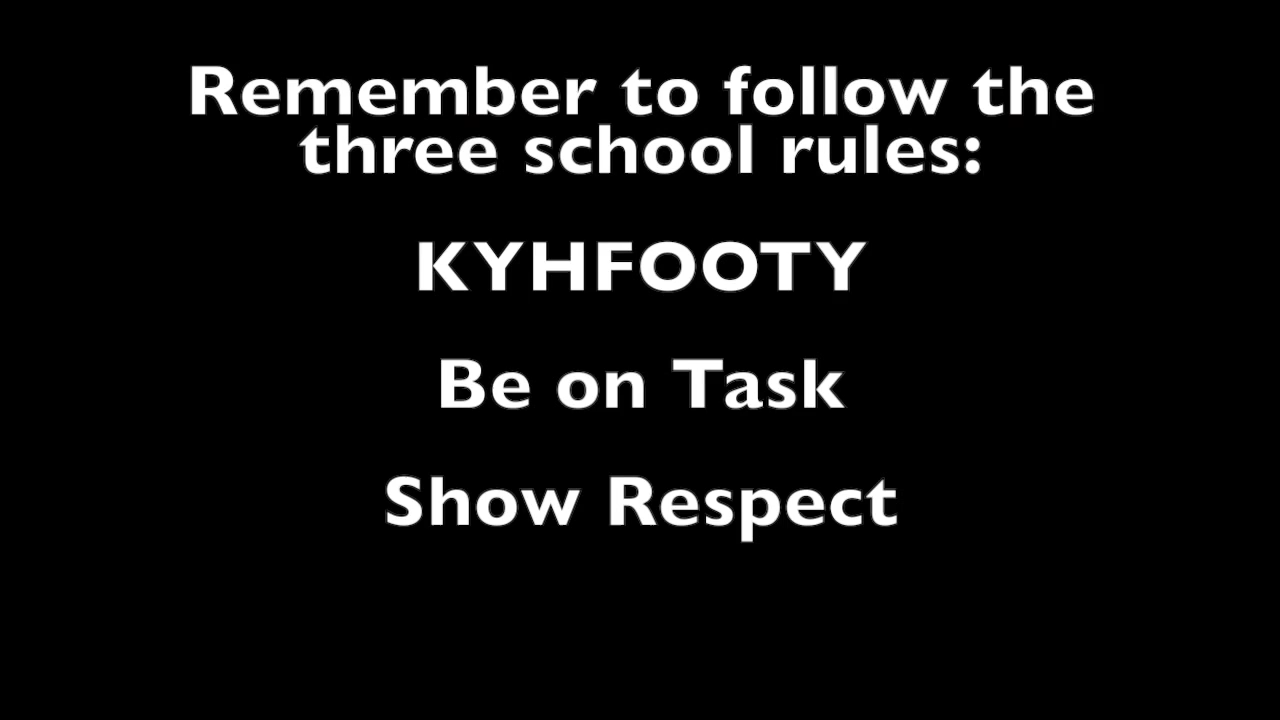 Remember to follow the
three school rules:
KYHFOOTY
Be on Task
Show Respect